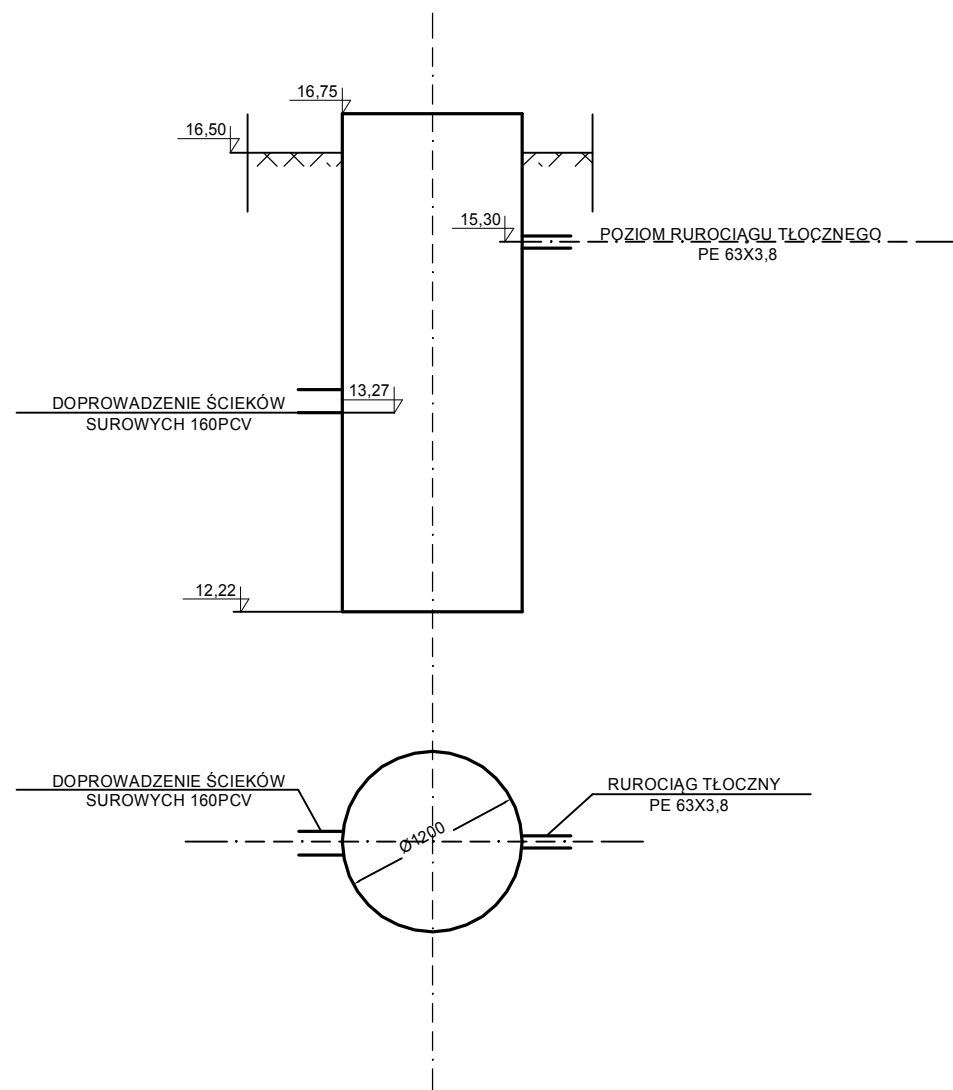 16,75
16,50
15,30
POZIOM RUROCIĄGU TŁOCZNEGO
PE 63X3,8
13,27
DOPROWADZENIE ŚCIEKÓW
SUROWYCH 160PCV
12,22
DOPROWADZENIE ŚCIEKÓW
SUROWYCH 160PCV
RUROCIĄG TŁOCZNY
PE 63X3,8
Ø1200